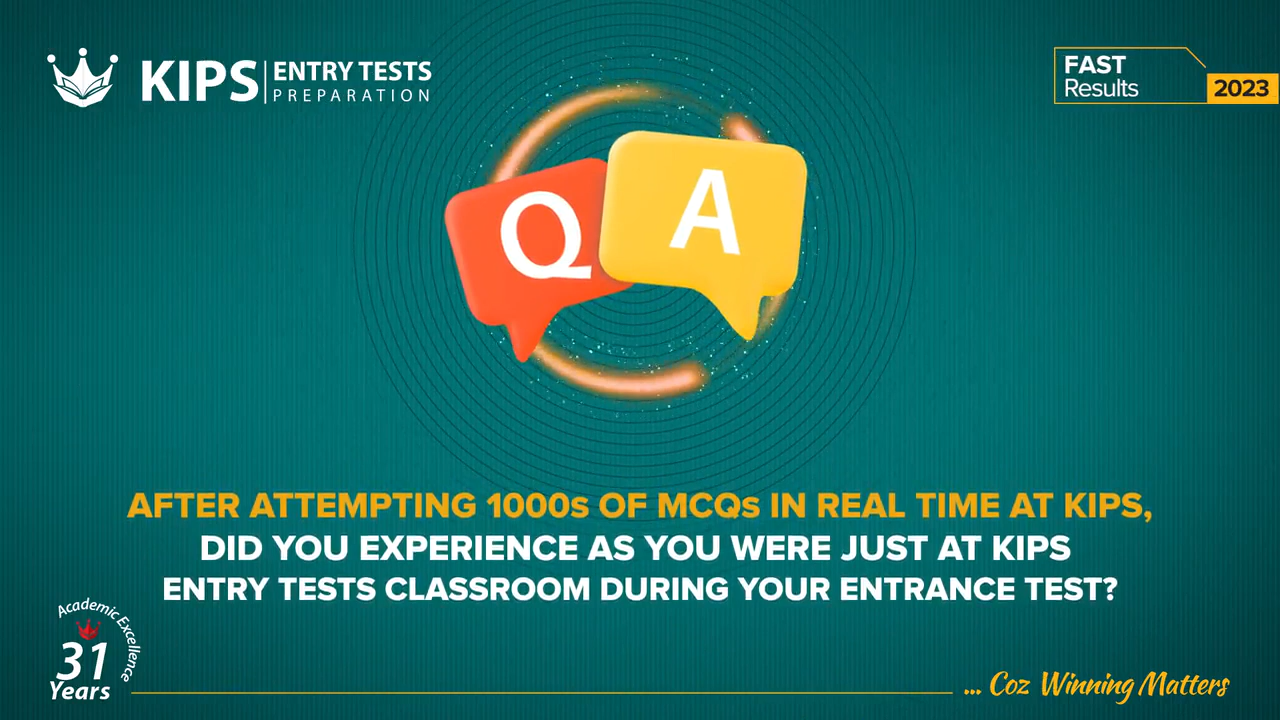 KIPS ENTRY TESTS
PREPARATION
FAST
Results
2023
Q A
AFTER ATTEMPTING 1000s OF MCQs IN REAL TIME AT KIPS,
DID YOU EXPERIENCE AS YOU WERE JUST AT KIPS
ENTRY TESTS CLASSROOM DURING YOUR ENTRANCE TEST?
Academic Excellence
31
Years
... Coz Winning Matters